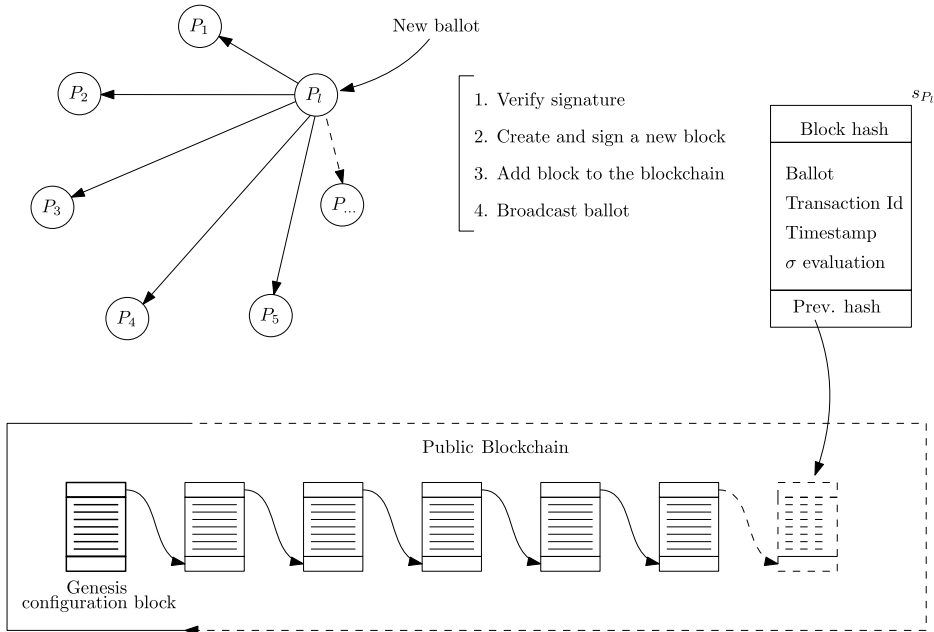 P1
New ballot
P2
Pl
P3
P...
P4
P5
1. Verify signature
2. Create and sign a new block
3. Add block to the blockchain
4. Broadcast ballot
sPl
Block hash
Ballot
Transaction Id
Timestamp
σ evaluation
Prev. hash
Public Blockchain
Genesis
configuration block